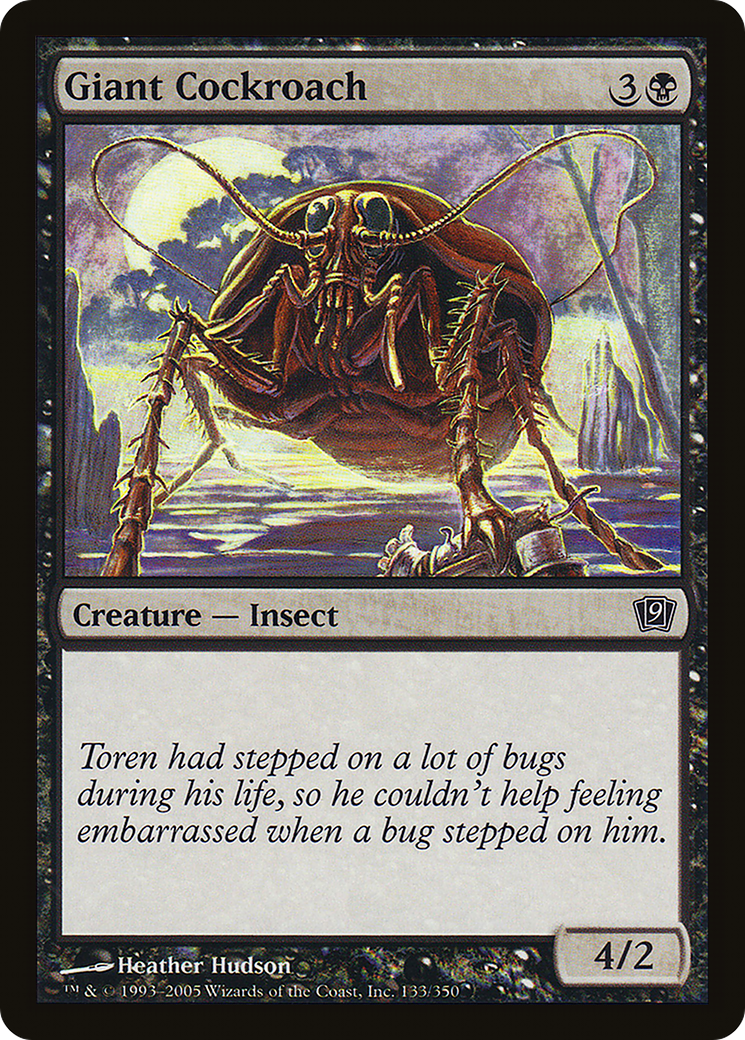 Giant Cockroach 3
Creature — Insect 9
Toren had stepped on a lot of bugs
during his life, so he couldn't help feeling
embarrassed when a bug stepped on him.
4/2
Heather Hudson
™ & © 1993–2005 Wizards of the Coast, Inc. 133/350